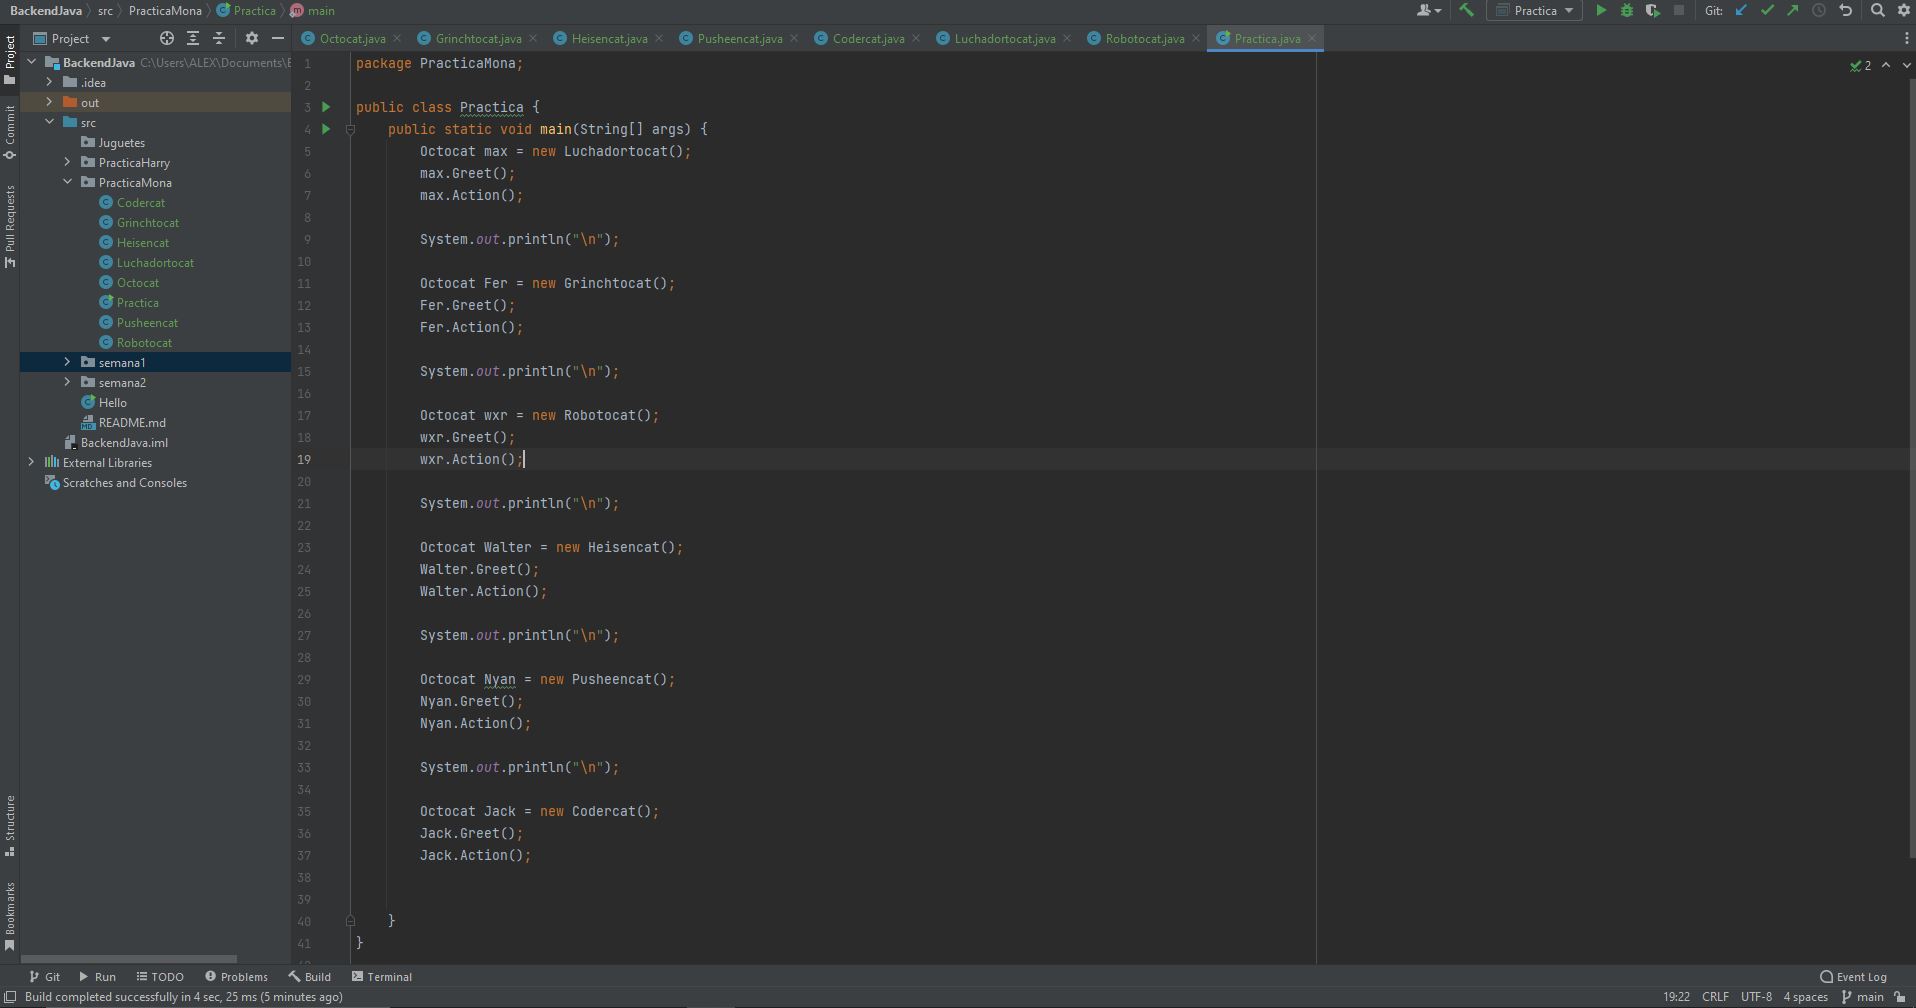 BackendJava src PracticaMona Practica main
Practica
Git:
Project
Octocat.java Grinchtocat.java Heisencat.java Pusheencat.java Codercat.java Luchadortocat.java Robotocat.java Practica.java
Project
Commit
Pull Requests
Structure
Bookmarks
BackendJava C:\Users\ALEX\Documents\
.idea
out
src
Juguetes
PracticaHarry
PracticaMona
Codercat
Grinchtocat
Heisencat
Luchadortocat
Octocat
Practica
Pusheencat
Robotocat
semana1
semana2
Hello
README.md
BackendJava.iml
External Libraries
Scratches and Consoles
2
1 package PracticaMona;
2
3 public class Practica {
4 public static void main(String[] args) {
5 Octocat max = new Luchadortocat();
6 max.Greet();
7 max.Action();
8
9 System.out.println("\n");
10
11 Octocat Fer = new Grinchtocat();
12 Fer.Greet();
13 Fer.Action();
14
15 System.out.println("\n");
16
17 Octocat wxr = new Robotocat();
18 wxr.Greet();
19 wxr.Action();
20
21 System.out.println("\n");
22
23 Octocat Walter = new Heisencat();
24 Walter.Greet();
25 Walter.Action();
26
27 System.out.println("\n");
28
29 Octocat Nyan = new Pusheencat();
30 Nyan.Greet();
31 Nyan.Action();
32
33 System.out.println("\n");
34
35 Octocat Jack = new Codercat();
36 Jack.Greet();
37 Jack.Action();
38
39
40 }
41 }
Git Run TODO Problems Build Terminal Event Log
Build completed successfully in 4 sec, 25 ms (5 minutes ago) 19:22 CRLF UTF-8 4 spaces main